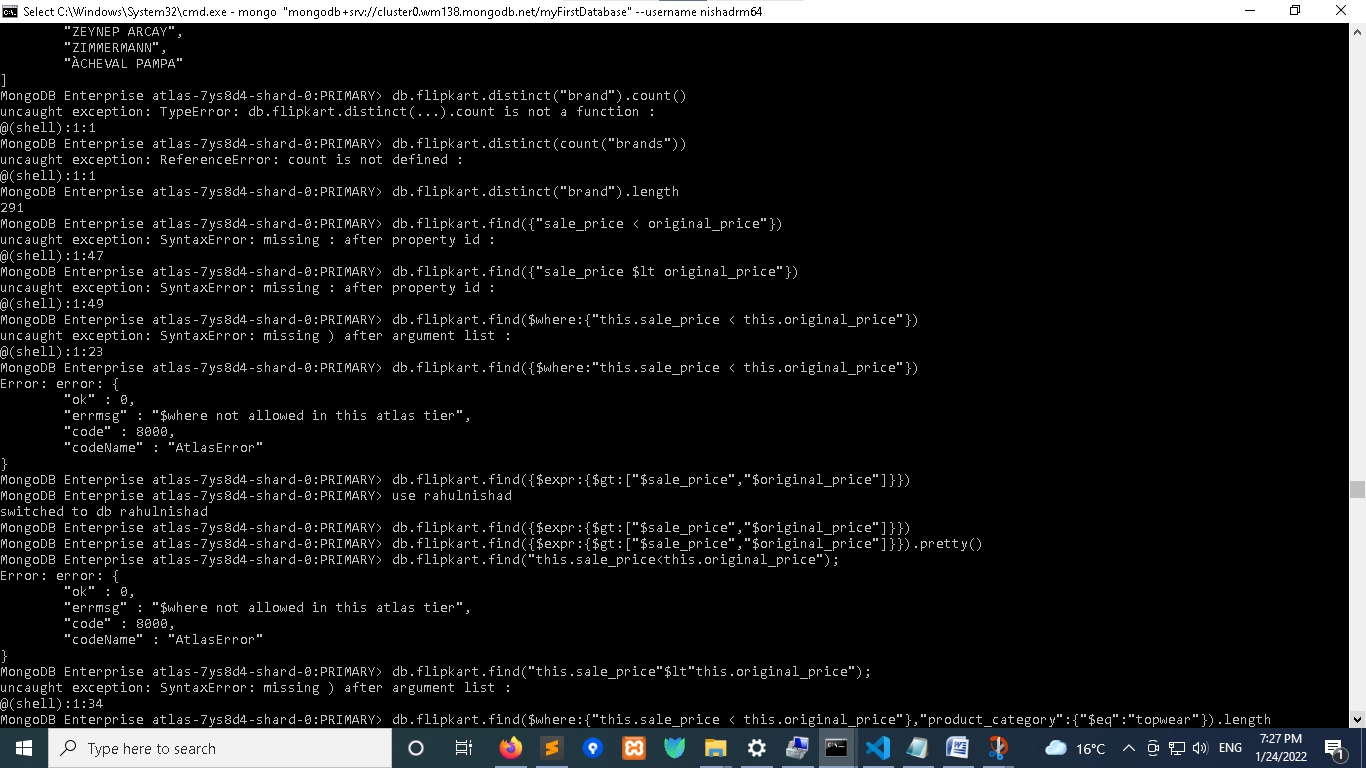 Select C:\Windows\System32\cmd.exe - mongo "mongodb+srv://cluster0.wm138.mongodb.net/myFirstDatabase" --username nishadrm64
"ZEYNEP ARCAY",
"ZIMMERMANN",
"ÀCHEVAL PAMPA"
]
MongoDB Enterprise atlas-7ys8d4-shard-0:PRIMARY> db.flipkart.distinct("brand").count()
uncaught exception: TypeError: db.flipkart.distinct(...).count is not a function :
@(shell):1:1
MongoDB Enterprise atlas-7ys8d4-shard-0:PRIMARY> db.flipkart.distinct(count("brands"))
uncaught exception: ReferenceError: count is not defined :
@(shell):1:1
MongoDB Enterprise atlas-7ys8d4-shard-0:PRIMARY> db.flipkart.distinct("brand").length
291
MongoDB Enterprise atlas-7ys8d4-shard-0:PRIMARY> db.flipkart.find({"sale_price < original_price"})
uncaught exception: SyntaxError: missing : after property id :
@(shell):1:47
MongoDB Enterprise atlas-7ys8d4-shard-0:PRIMARY> db.flipkart.find({"sale_price $lt original_price"})
uncaught exception: SyntaxError: missing : after property id :
@(shell):1:49
MongoDB Enterprise atlas-7ys8d4-shard-0:PRIMARY> db.flipkart.find($where:{"this.sale_price < this.original_price"})
uncaught exception: SyntaxError: missing ) after argument list :
@(shell):1:23
MongoDB Enterprise atlas-7ys8d4-shard-0:PRIMARY> db.flipkart.find({$where:"this.sale_price < this.original_price"})
Error: error: {
"ok" : 0,
"errmsg" : "$where not allowed in this atlas tier",
"code" : 8000,
"codeName" : "AtlasError"
}
MongoDB Enterprise atlas-7ys8d4-shard-0:PRIMARY> db.flipkart.find({$expr:{$gt:["$sale_price","$original_price"]}})
MongoDB Enterprise atlas-7ys8d4-shard-0:PRIMARY> use rahulnishad
switched to db rahulnishad
MongoDB Enterprise atlas-7ys8d4-shard-0:PRIMARY> db.flipkart.find({$expr:{$gt:["$sale_price","$original_price"]}})
MongoDB Enterprise atlas-7ys8d4-shard-0:PRIMARY> db.flipkart.find({$expr:{$gt:["$sale_price","$original_price"]}}).pretty()
MongoDB Enterprise atlas-7ys8d4-shard-0:PRIMARY> db.flipkart.find("this.sale_price<this.original_price");
Error: error: {
"ok" : 0,
"errmsg" : "$where not allowed in this atlas tier",
"code" : 8000,
"codeName" : "AtlasError"
}
MongoDB Enterprise atlas-7ys8d4-shard-0:PRIMARY> db.flipkart.find("this.sale_price"$lt"this.original_price");
uncaught exception: SyntaxError: missing ) after argument list :
@(shell):1:34
MongoDB Enterprise atlas-7ys8d4-shard-0:PRIMARY> db.flipkart.find($where:{"this.sale_price < this.original_price"},"product_category":{"$eq":"topwear"}).length
Type here to search
16°C
ENG
7:27 PM
1/24/2022
1